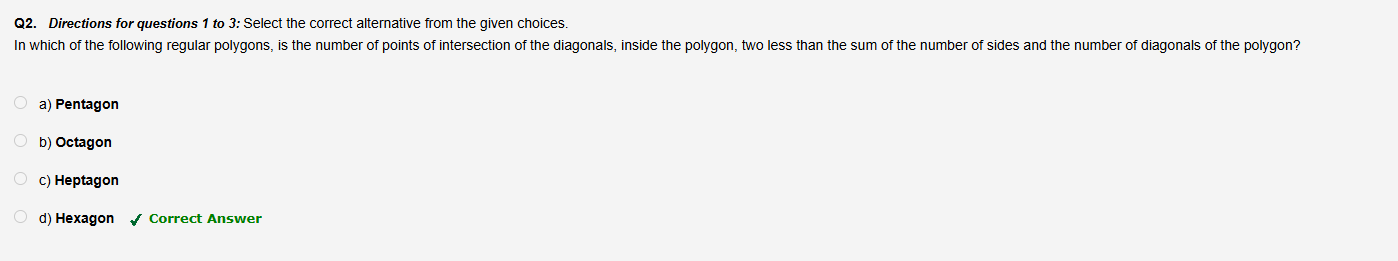 Q2. Directions for questions 1 to 3: Select the correct alternative from the given choices.
In which of the following regular polygons, is the number of points of intersection of the diagonals, inside the polygon, two less than the sum of the number of sides and the number of diagonals of the polygon?
a) Pentagon
b) Octagon
c) Heptagon
d) Hexagon ✓ Correct Answer